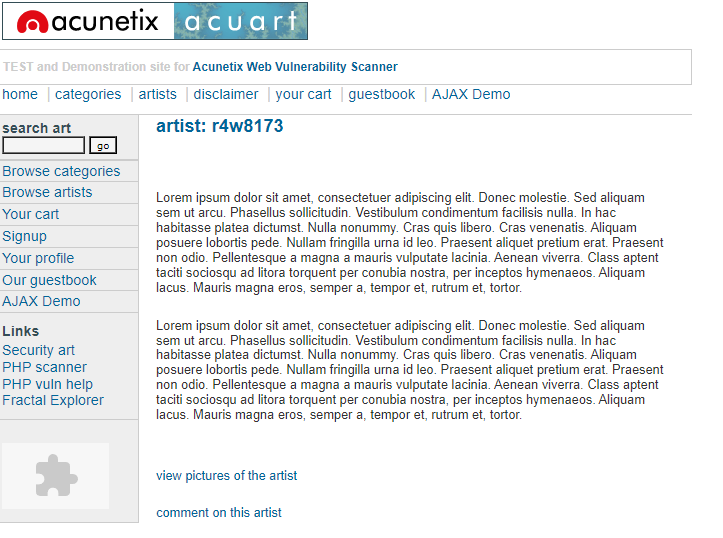 acunetix acuart
TEST and Demonstration site for Acunetix Web Vulnerability Scanner
home | categories | artists | disclaimer | your cart | guestbook | AJAX Demo
search art
go
Browse categories
Browse artists
Your cart
Signup
Your profile
Our guestbook
AJAX Demo
Links
Security art
PHP scanner
PHP vuln help
Fractal Explorer
artist: r4w8173
Lorem ipsum dolor sit amet, consectetuer adipiscing elit. Donec molestie. Sed aliquam
sem ut arcu. Phasellus sollicitudin. Vestibulum condimentum facilisis nulla. In hac
habitasse platea dictumst. Nulla nonummy. Cras quis libero. Cras venenatis. Aliquam
posuere lobortis pede. Nullam fringilla urna id leo. Praesent aliquet pretium erat. Praesent
non odio. Pellentesque a magna a mauris vulputate lacinia. Aenean viverra. Class aptent
taciti sociosqu ad litora torquent per conubia nostra, per inceptos hymenaeos. Aliquam
lacus. Mauris magna eros, semper a, tempor et, rutrum et, tortor.
Lorem ipsum dolor sit amet, consectetuer adipiscing elit. Donec molestie. Sed aliquam
sem ut arcu. Phasellus sollicitudin. Vestibulum condimentum facilisis nulla. In hac
habitasse platea dictumst. Nulla nonummy. Cras quis libero. Cras venenatis. Aliquam
posuere lobortis pede. Nullam fringilla urna id leo. Praesent aliquet pretium erat. Praesent
non odio. Pellentesque a magna a mauris vulputate lacinia. Aenean viverra. Class aptent
taciti sociosqu ad litora torquent per conubia nostra, per inceptos hymenaeos. Aliquam
lacus. Mauris magna eros, semper a, tempor et, rutrum et, tortor.
view pictures of the artist
comment on this artist